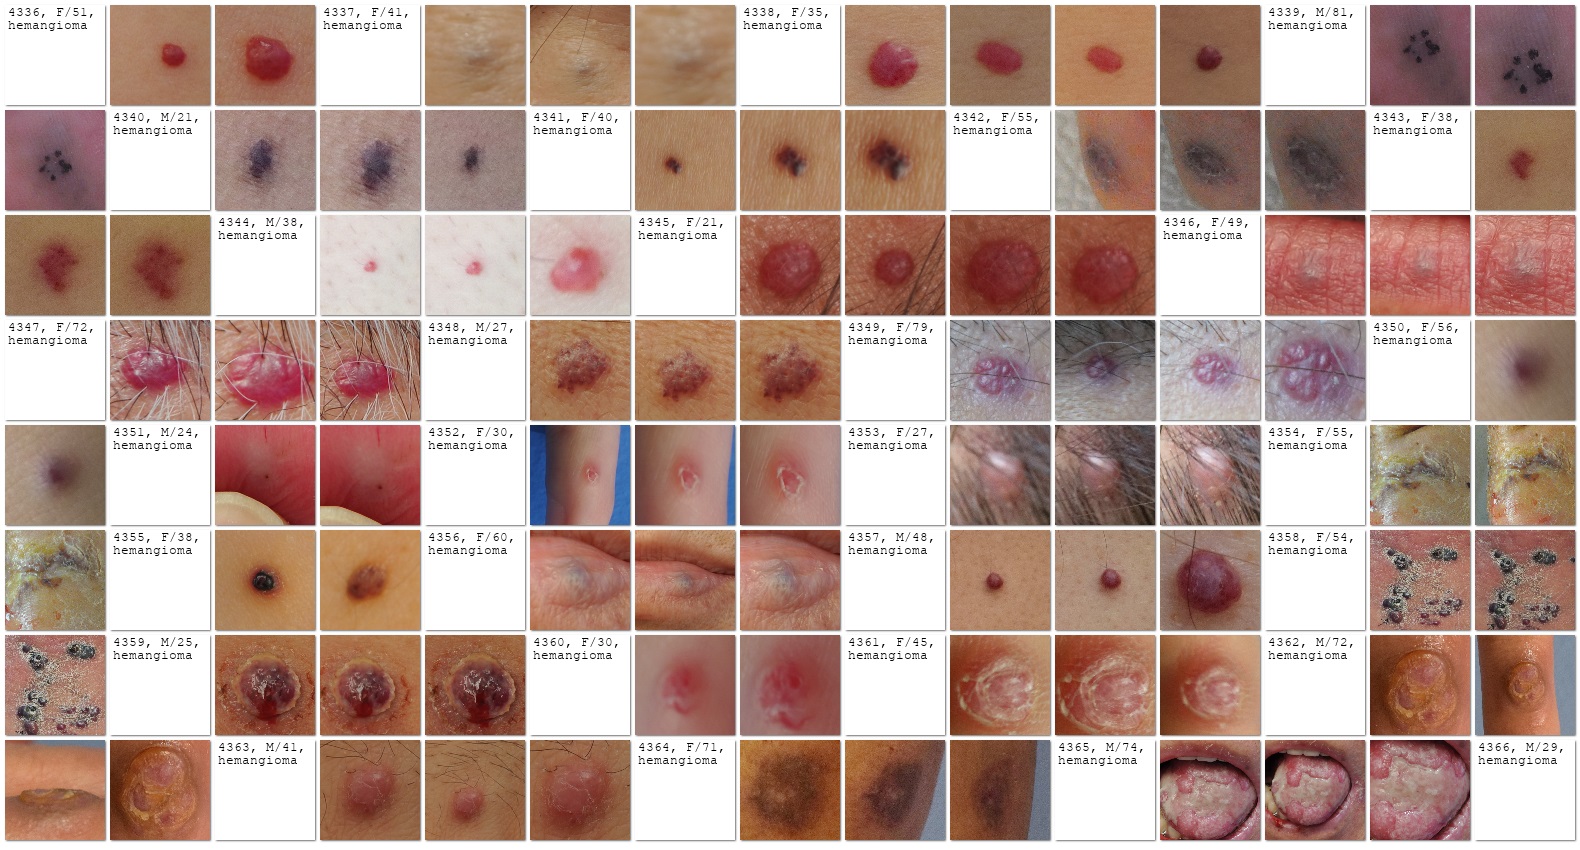 4336, F/51,
hemangioma
4337, F/41,
hemangioma
4338, F/35,
hemangioma
4339, M/81,
hemangioma
4340, M/21,
hemangioma
4341, F/40,
hemangioma
4342, F/55,
hemangioma
4343, F/38,
hemangioma
4344, M/38,
hemangioma
4345, F/21,
hemangioma
4346, F/49,
hemangioma
4347, F/72,
hemangioma
4348, M/27,
hemangioma
4349, F/79,
hemangioma
4350, F/56,
hemangioma
4351, M/24,
hemangioma
4352, F/30,
hemangioma
4353, F/27,
hemangioma
4354, F/55,
hemangioma
4355, F/38,
hemangioma
4356, F/60,
hemangioma
4357, M/48,
hemangioma
4358, F/54,
hemangioma
4359, M/25,
hemangioma
4360, F/30,
hemangioma
4361, F/45,
hemangioma
4362, M/72,
hemangioma
4363, M/41,
hemangioma
4364, F/71,
hemangioma
4365, M/74,
hemangioma
4366, M/29,
hemangioma